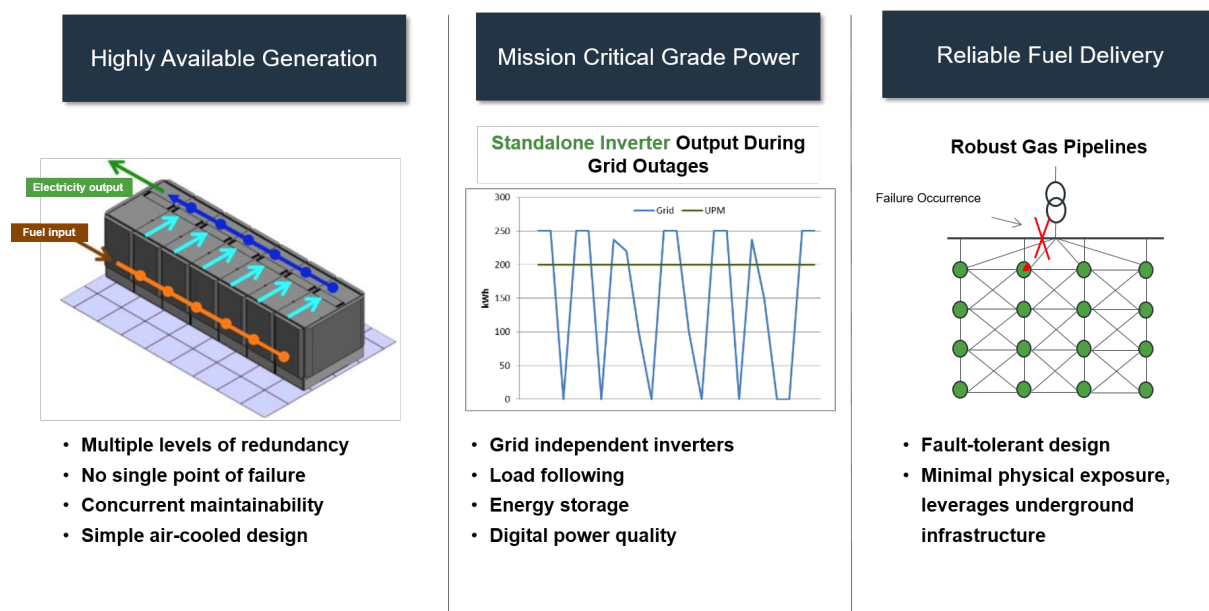 Highly Available Generation
Electricity output
Fuel input
• Multiple levels of redundancy
• No single point of failure
• Concurrent maintainability
• Simple air-cooled design
Mission Critical Grade Power
Standalone Inverter Output During
Grid Outages
Grid
UPM
300
250
200
150
100
50
0
kWh
• Grid independent inverters
• Load following
• Energy storage
• Digital power quality
Reliable Fuel Delivery
Robust Gas Pipelines
Failure Occurrence
• Fault-tolerant design
• Minimal physical exposure,
leverages underground
infrastructure